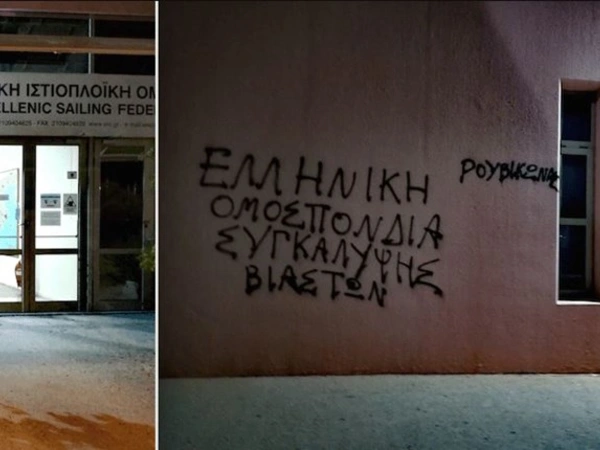 ΚΗ ΙΣΤΙΟΠΛΟΪΚΗ ΟΜ
ELLENIC SAILING FEDE
ΕΛΛΗΝΙΚΗ
ΟΜΟΣΠΟΝΔΙΑ
ΣΥΓΚΑΛΥΨΗΣ
ΒΙΑΣΤΩΝ
ΡΟΥΒΙΚΩΝΑΣ